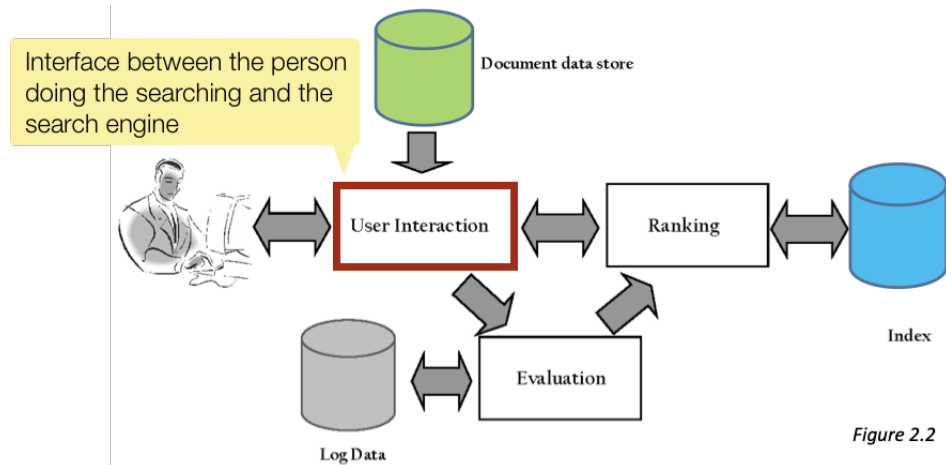 Interface between the person
doing the searching and the
search engine
Document data store
User Interaction
Ranking
Index
Evaluation
Log Data
Figure 2.2